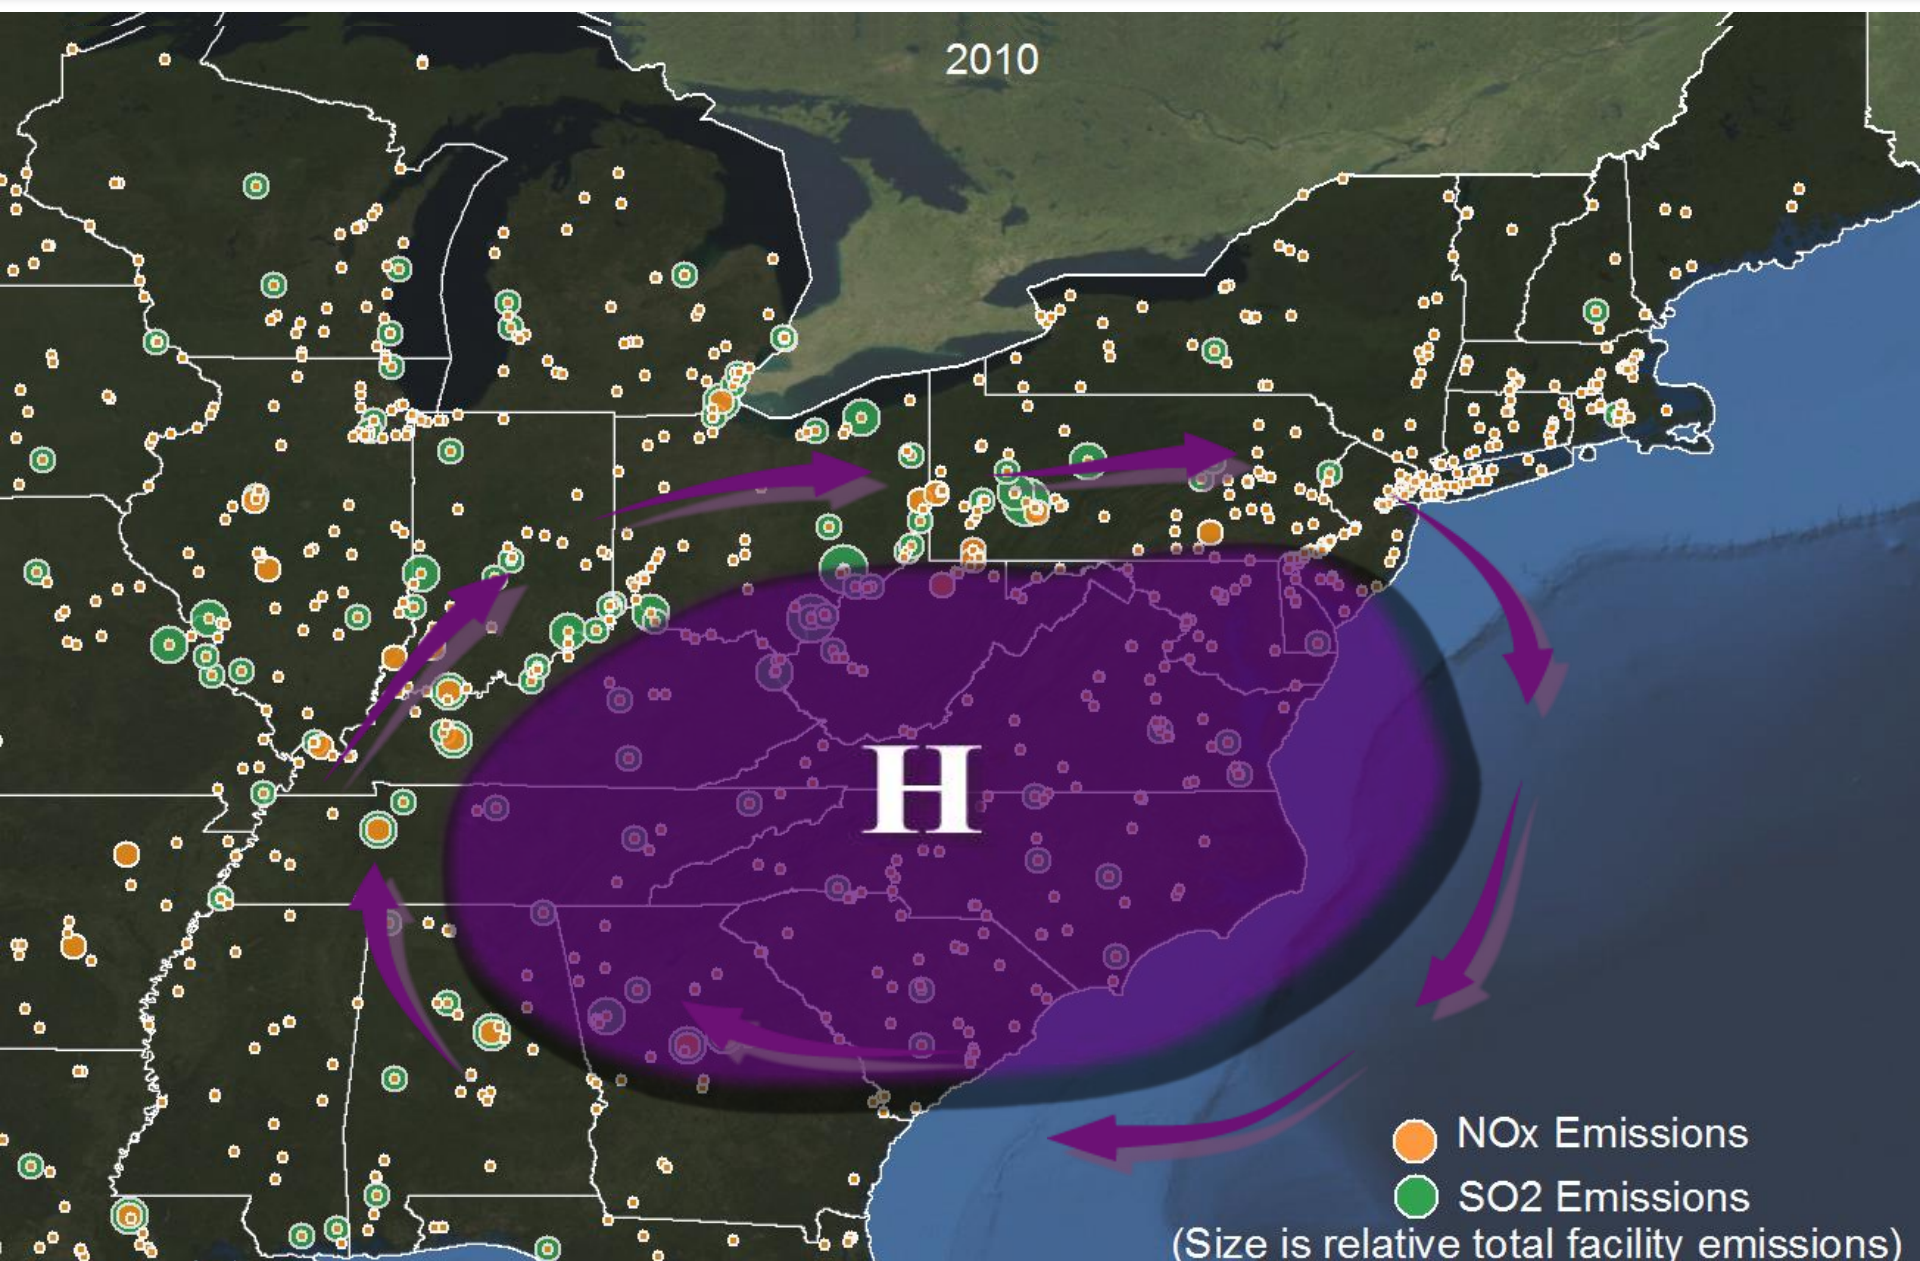 2010
H
NOx Emissions
SO2 Emissions
(Size is relative total facility emissions)